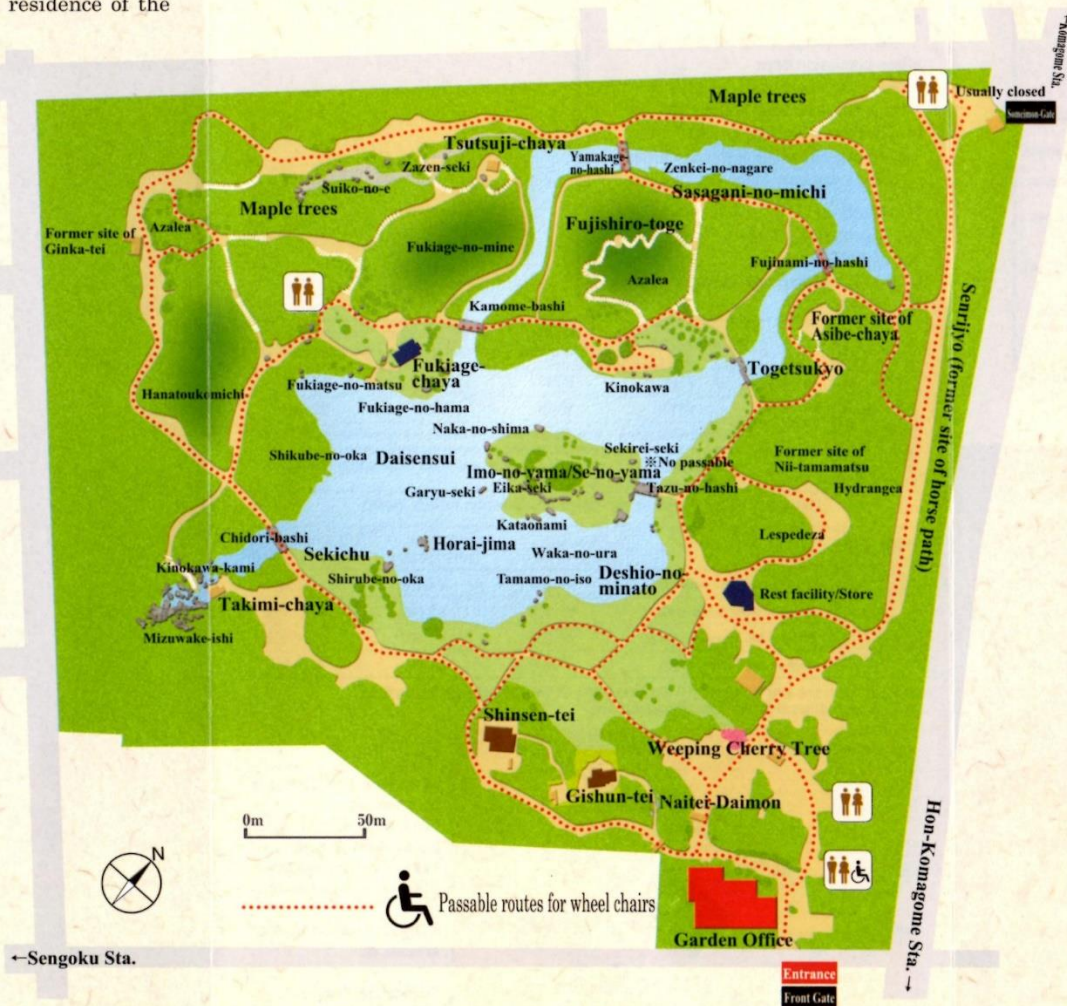 residence of the
←Komagome Sta.
Maple trees
Usually closed
Someimon-Gate
Tsutsuji-chaya
Yamakage-
no-hashi
Zenkei-no-nagare
Zazen-seki
Suiko-no-e
Sasagani-no-michi
Maple trees
Azalea
Former site of
Ginka-tei
Fujishiro-toge
Fukiage-no-mine
Fujinami-no-hashi
Azalea
Kamome-bashi
Former site of
Asibe-chaya
Senrijyo (former site of horse path)
Fukiage-
chaya
Togetsukyo
Fukiage-no-matsu
Kinokawa
Hanatoukomichi
Fukiage-no-hama
Naka-no-shima
Sekirei-seki
※No passable
Former site of
Nii-tamamatsu
Shikube-no-oka
Daisensui
Imo-no-yama/Se-no-yama
Garyu-seki
Eika-seki
Tazu-no-hashi
Hydrangea
Kataonami
Lespedeza
Chidori-bashi
Sekichu
Horai-jima
Waka-no-ura
Kinokawa-kami
Shirube-no-oka
Tamamo-no-iso
Deshio-no-
minato
Rest facility/Store
Takimi-chaya
Mizuwake-ishi
Shinsen-tei
Weeping Cherry Tree
Gishun-tei
Naitei-Daimon
0m 50m
N
Passable routes for wheel chairs
Hon-Komagome Sta.→
Garden Office
←Sengoku Sta.
Entrance
Front Gate